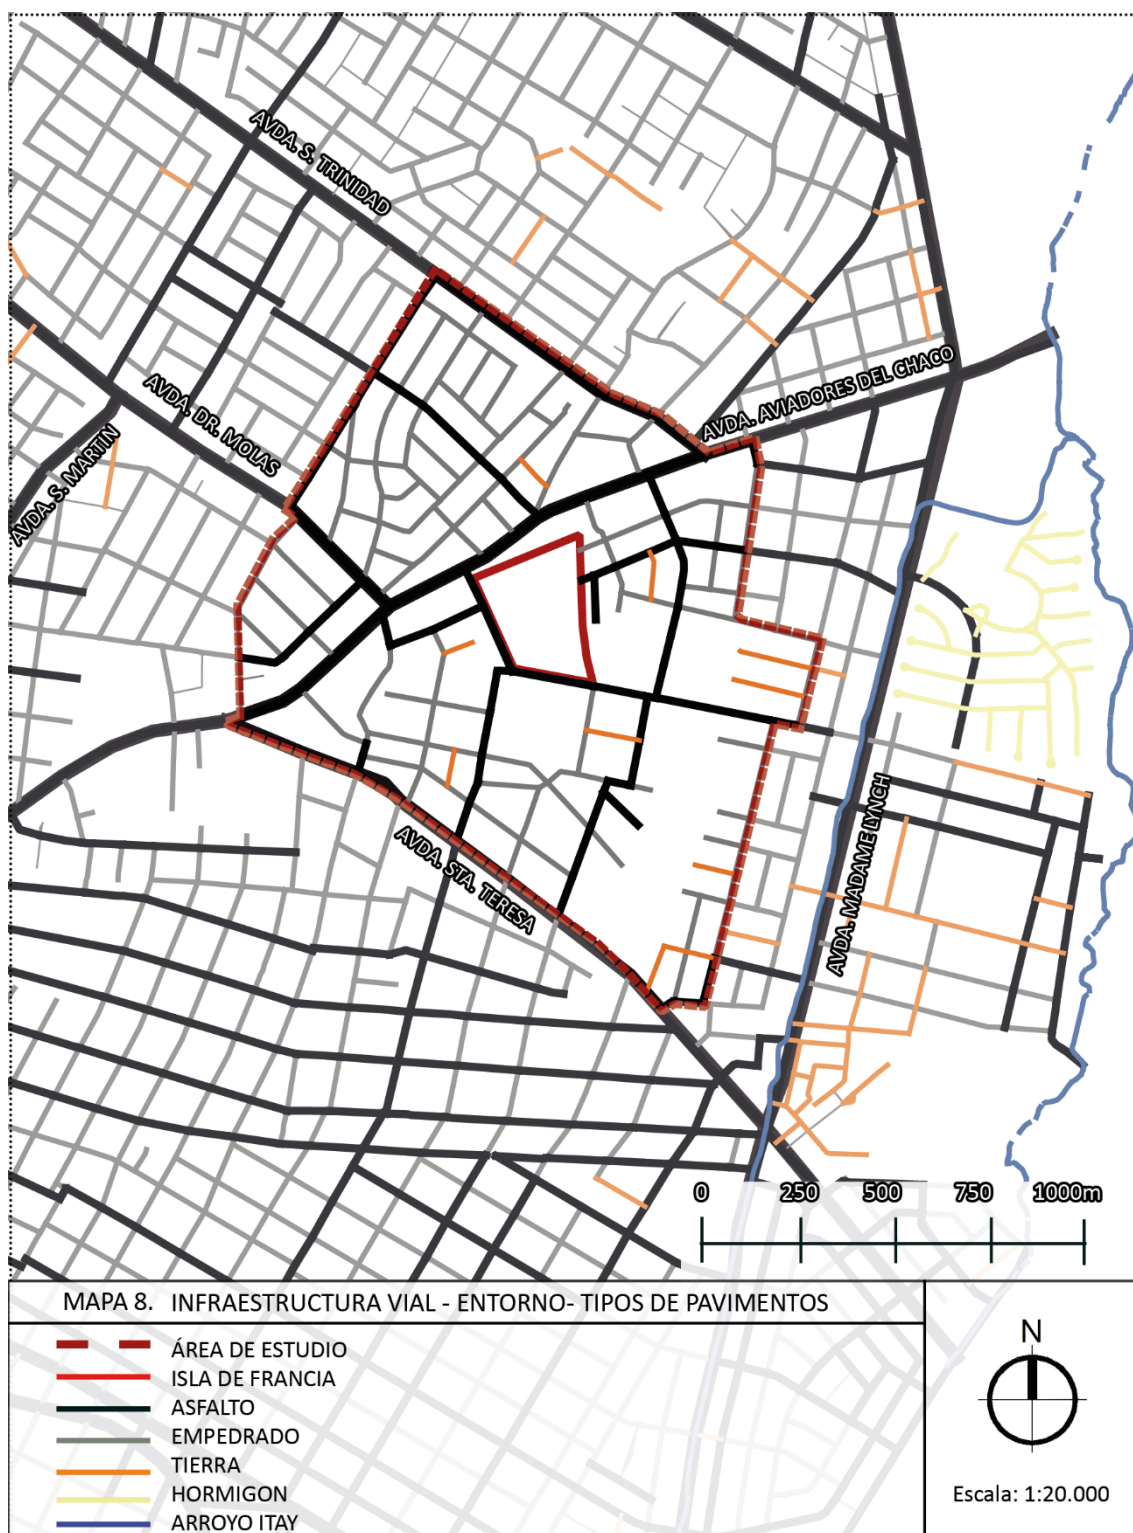 AVDA. S. TRINIDAD
AVDA. AVIADORES DEL CHACO
AVDA. DR. MOLAS
AVDA. S. MARTIN
AVDA. MADAME LYNCH
AVDA. STA. TERESA
0 250 500 750 1000m
MAPA 8. INFRAESTRUCTURA VIAL - ENTORNO- TIPOS DE PAVIMENTOS
ÁREA DE ESTUDIO
ISLA DE FRANCIA
ASFALTO
EMPEDRADO
TIERRA
HORMIGON
ARROYO ITAY
N
Escala: 1:20.000